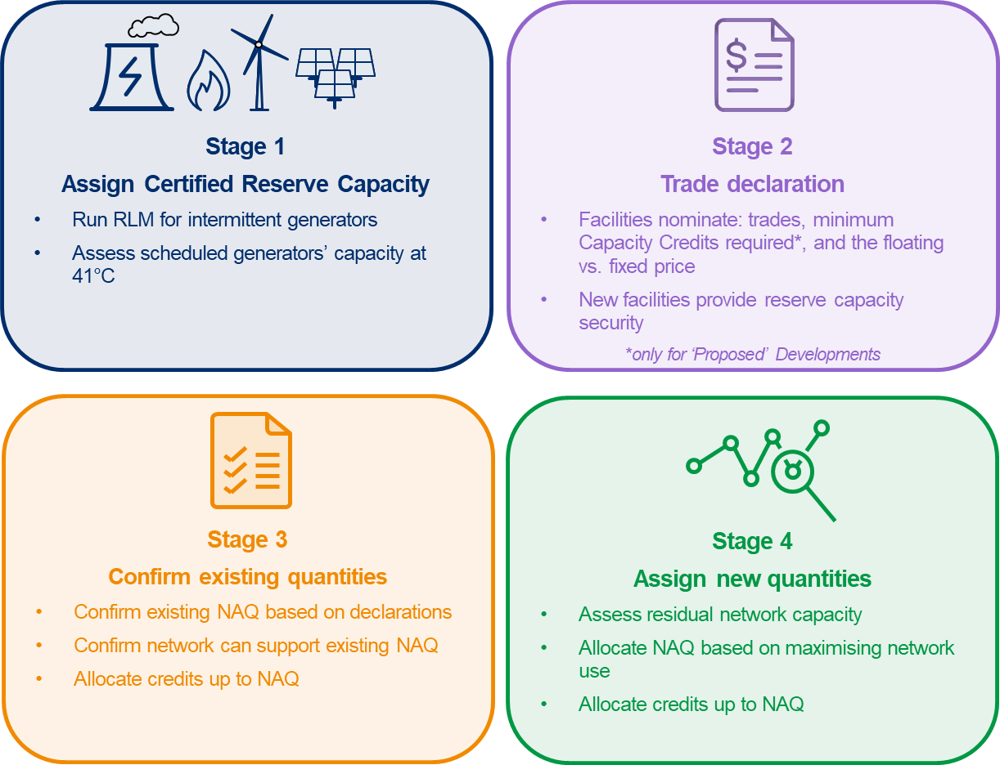 Stage 1
Assign Certified Reserve Capacity
• Run RLM for intermittent generators
• Assess scheduled generators’ capacity at
41°C
$
Stage 2
Trade declaration
• Facilities nominate: trades, minimum
Capacity Credits required*, and the floating
vs. fixed price
• New facilities provide reserve capacity
security
*only for ‘Proposed’ Developments
Stage 3
Confirm existing quantities
• Confirm existing NAQ based on declarations
• Confirm network can support existing NAQ
• Allocate credits up to NAQ
Stage 4
Assign new quantities
• Assess residual network capacity
• Allocate NAQ based on maximising network
use
• Allocate credits up to NAQ